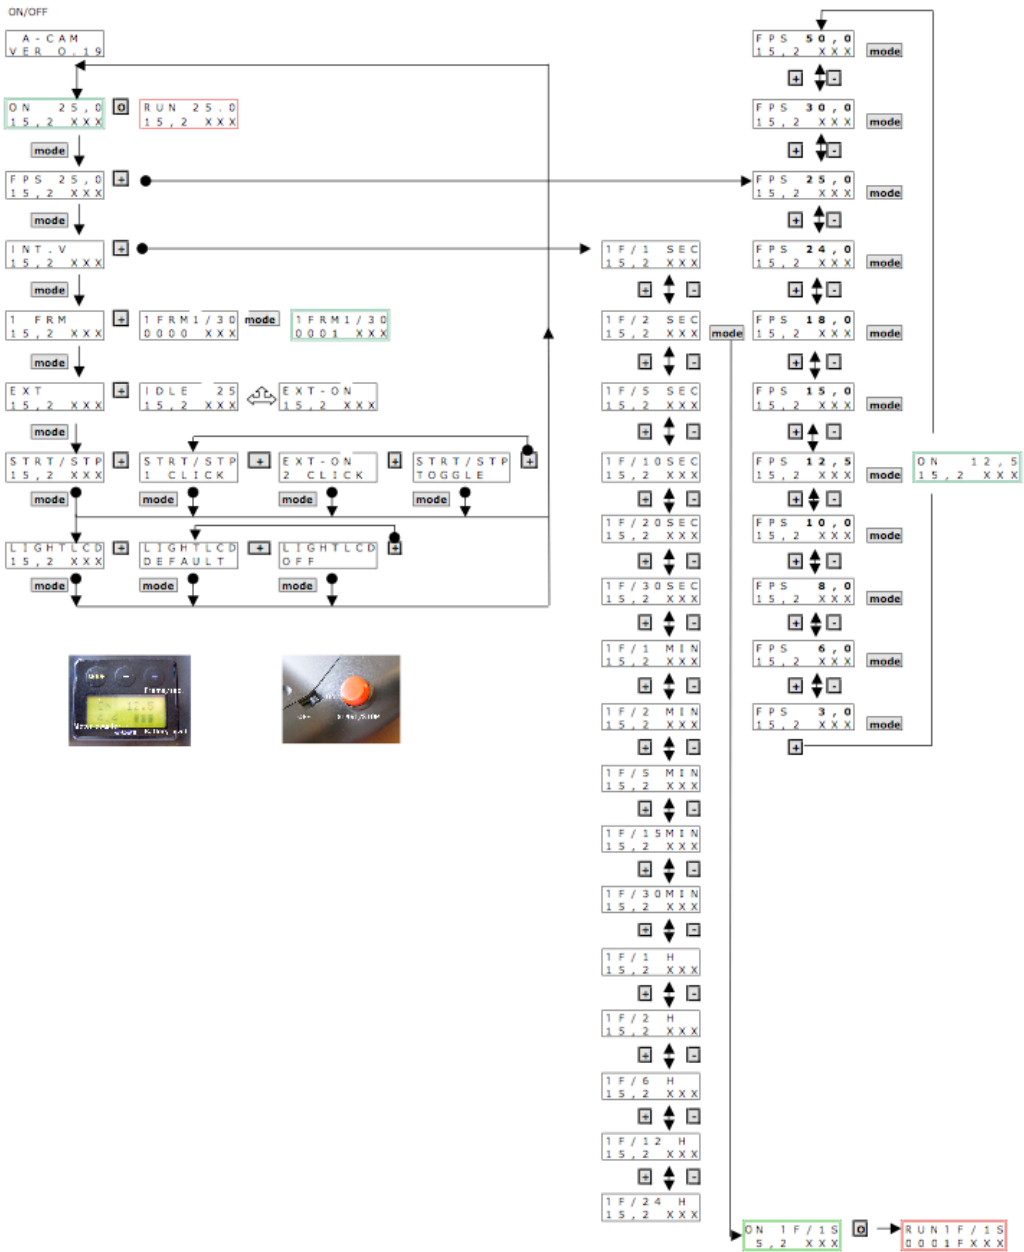 ON/OFF
A-CAM
VER 0.19
ON 25,0
15,2 XXX
O
RUN 25.0
15,2 XXX
mode
FPS 25,0
15,2 XXX
+
mode
INT.V
15,2 XXX
+
mode
1 FRM
15,2 XXX
+
1FRM1/30
0000 XXX
mode
1FRM1/30
0001 XXX
mode
EXT
15,2 XXX
+
IDLE 25
15,2 XXX
EXT-ON
15,2 XXX
mode
STRT/STP
15,2 XXX
+
STRT/STP
1 CLICK
+
EXT-ON
2 CLICK
+
STRT/STP
TOGGLE
+
mode
mode
mode
mode
LIGHTLCD
15,2 XXX
+
LIGHTLCD
DEFAULT
+
LIGHTLCD
OFF
+
mode
mode
mode
Frame/sec
12.5
OFF
START/STOP
1F/1 SEC
15,2 XXX
+ -
1F/2 SEC
15,2 XXX
mode
+ -
1F/5 SEC
15,2 XXX
+ -
1F/10SEC
15,2 XXX
+ -
1F/20SEC
15,2 XXX
+ -
1F/30SEC
15,2 XXX
+ -
1F/1 MIN
15,2 XXX
+ -
1F/2 MIN
15,2 XXX
+ -
1F/5 MIN
15,2 XXX
+ -
1F/15MIN
15,2 XXX
+ -
1F/30MIN
15,2 XXX
+ -
1F/1 H
15,2 XXX
+ -
1F/2 H
15,2 XXX
+ -
1F/6 H
15,2 XXX
+ -
1F/12 H
15,2 XXX
+ -
1F/24 H
15,2 XXX
FPS 50,0
15,2 XXX
mode
+ -
FPS 30,0
15,2 XXX
mode
+ -
FPS 25,0
15,2 XXX
mode
+ -
FPS 24,0
15,2 XXX
mode
+ -
FPS 18,0
15,2 XXX
mode
+ -
FPS 15,0
15,2 XXX
mode
+ -
FPS 12,5
15,2 XXX
mode
ON 12,5
15,2 XXX
+ -
FPS 10,0
15,2 XXX
mode
+ -
FPS 8,0
15,2 XXX
mode
+ -
FPS 6,0
15,2 XXX
mode
+ -
FPS 3,0
15,2 XXX
mode
+
ON 1F/1S
5,2 XXX
O
RUN1F/1S
0001FXXX